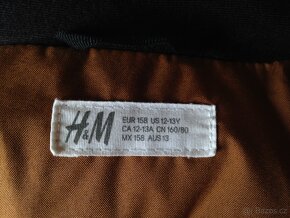 H&M
EUR 158 US 12-13Y
CA 12-13A CN 160/80
MX 158 AUS 13